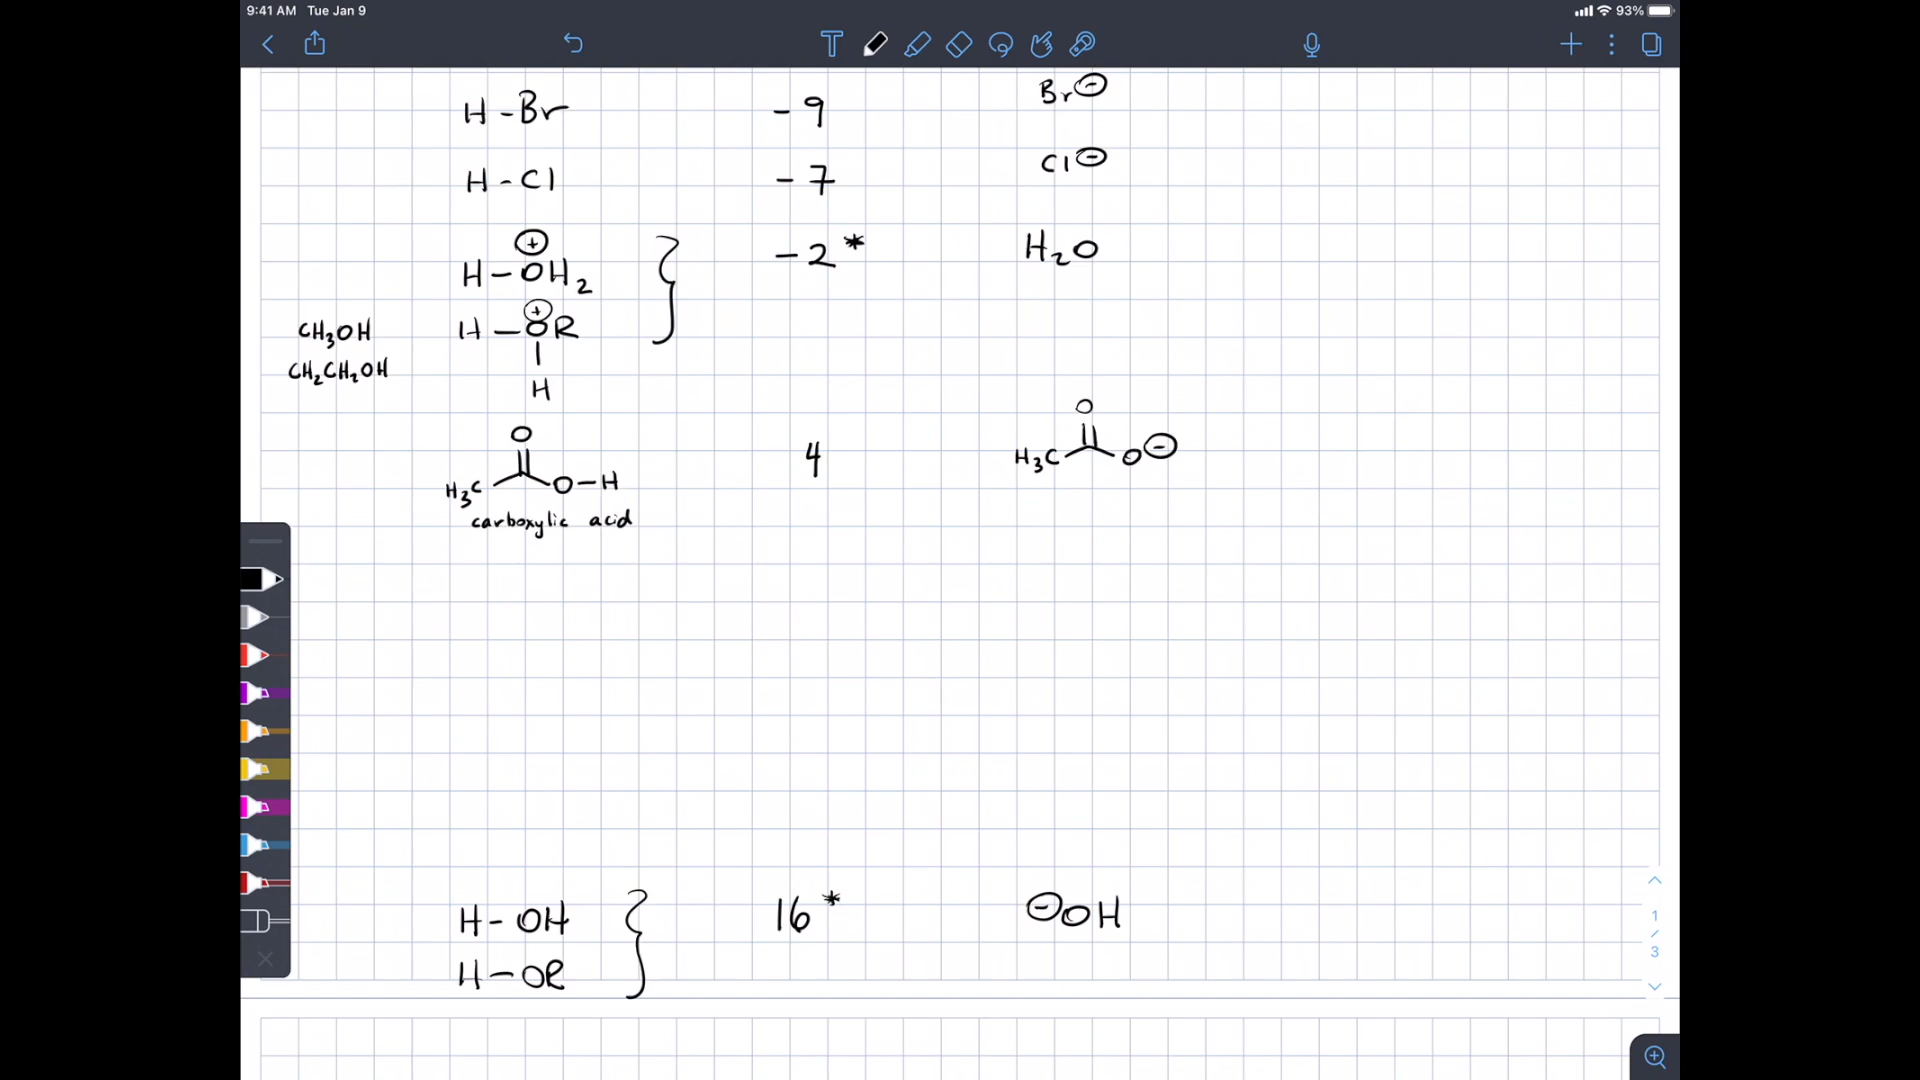 9:41 AM Tue Jan 9
93%
H-Br -9 Br⊖
H-Cl -7 Cl⊖
⊕
H-OH₂ -2* H₂O
⊕
CH₃OH H-OR
CH₂CH₂OH
H
O O
H₃C O-H 4 H₃C O⊖
carboxylic acid
H-OH 16* ⊖OH
H-OR
1
/
3